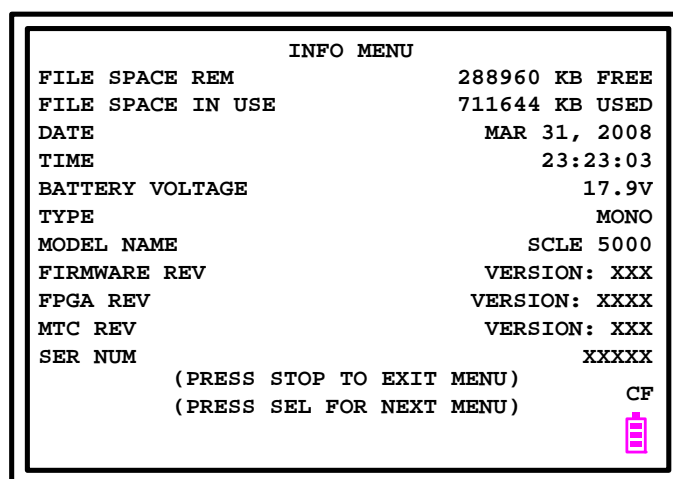 INFO MENU
FILE SPACE REM 288960 KB FREE
FILE SPACE IN USE 711644 KB USED
DATE MAR 31, 2008
TIME 23:23:03
BATTERY VOLTAGE 17.9V
TYPE MONO
MODEL NAME SCLE 5000
FIRMWARE REV VERSION: XXX
FPGA REV VERSION: XXXX
MTC REV VERSION: XXX
SER NUM XXXXX
(PRESS STOP TO EXIT MENU)
CF
(PRESS SEL FOR NEXT MENU)